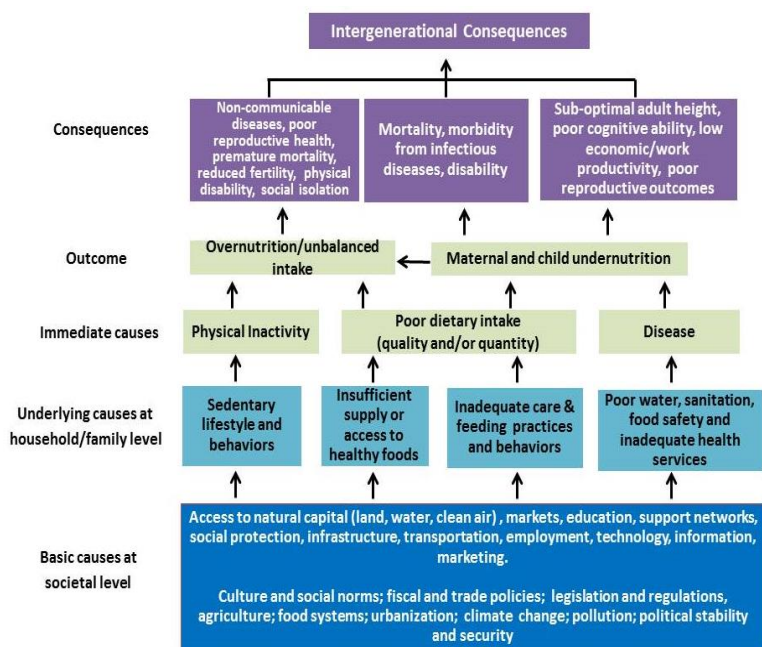 Intergenerational Consequences
Consequences
Non-communicable
diseases, poor
reproductive health,
premature mortality,
reduced fertility, physical
disability, social isolation
Mortality, morbidity
from infectious
diseases, disability
Sub-optimal adult height,
poor cognitive ability, low
economic/work
productivity, poor
reproductive outcomes
Outcome
Overnutrition/unbalanced
intake
Maternal and child undernutrition
Immediate causes
Physical Inactivity
Poor dietary intake
(quality and/or quantity)
Disease
Underlying causes at
household/family level
Sedentary
lifestyle and
behaviors
Insufficient
supply or
access to
healthy foods
Inadequate care &
feeding practices
and behaviors
Poor water, sanitation,
food safety and
inadequate health
services
Basic causes at
societal level
Access to natural capital (land, water, clean air) , markets, education, support networks,
social protection, infrastructure, transportation, employment, technology, information,
marketing.
Culture and social norms; fiscal and trade policies; legislation and regulations,
agriculture; food systems; urbanization; climate change; pollution; political stability
and security